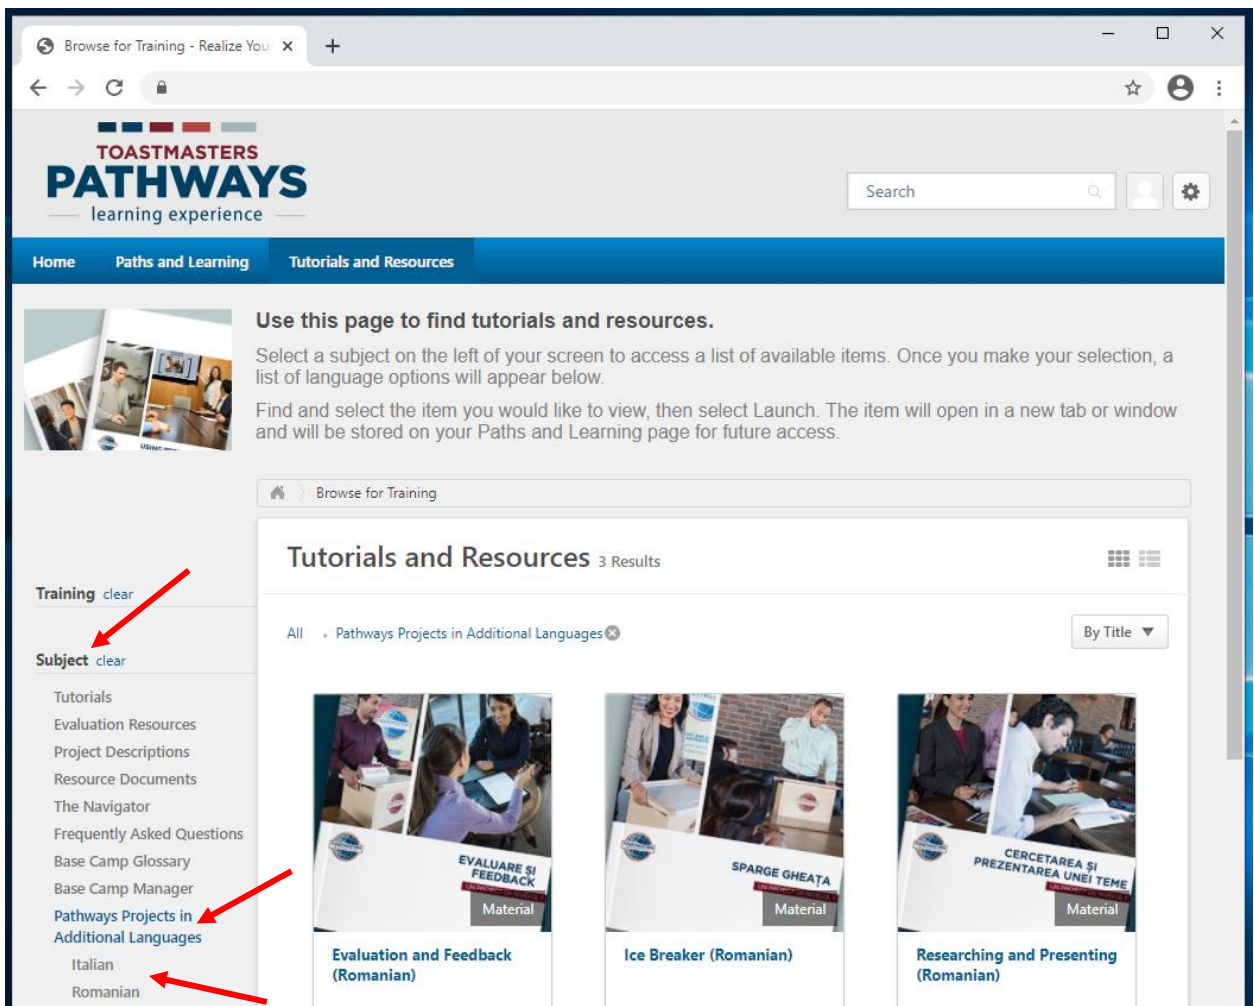 Browse for Training - Realize You
TOASTMASTERS
PATHWAYS
learning experience
Search
Home Paths and Learning Tutorials and Resources
Use this page to find tutorials and resources.
Select a subject on the left of your screen to access a list of available items. Once you make your selection, a
list of language options will appear below.
Find and select the item you would like to view, then select Launch. The item will open in a new tab or window
and will be stored on your Paths and Learning page for future access.
Browse for Training
Tutorials and Resources 3 Results
Training clear
All • Pathways Projects in Additional Languages
By Title
Subject clear
Tutorials
Evaluation Resources
Project Descriptions
Resource Documents
The Navigator
Frequently Asked Questions
Base Camp Glossary
Base Camp Manager
Pathways Projects in
Additional Languages
Italian
Romanian
EVALUARE ȘI
FEEDBACK
Material
Evaluation and Feedback
(Romanian)
SPARGE GHEAȚA
Material
Ice Breaker (Romanian)
CERCETAREA ȘI
PREZENTAREA UNEI TEME
Material
Researching and Presenting
(Romanian)